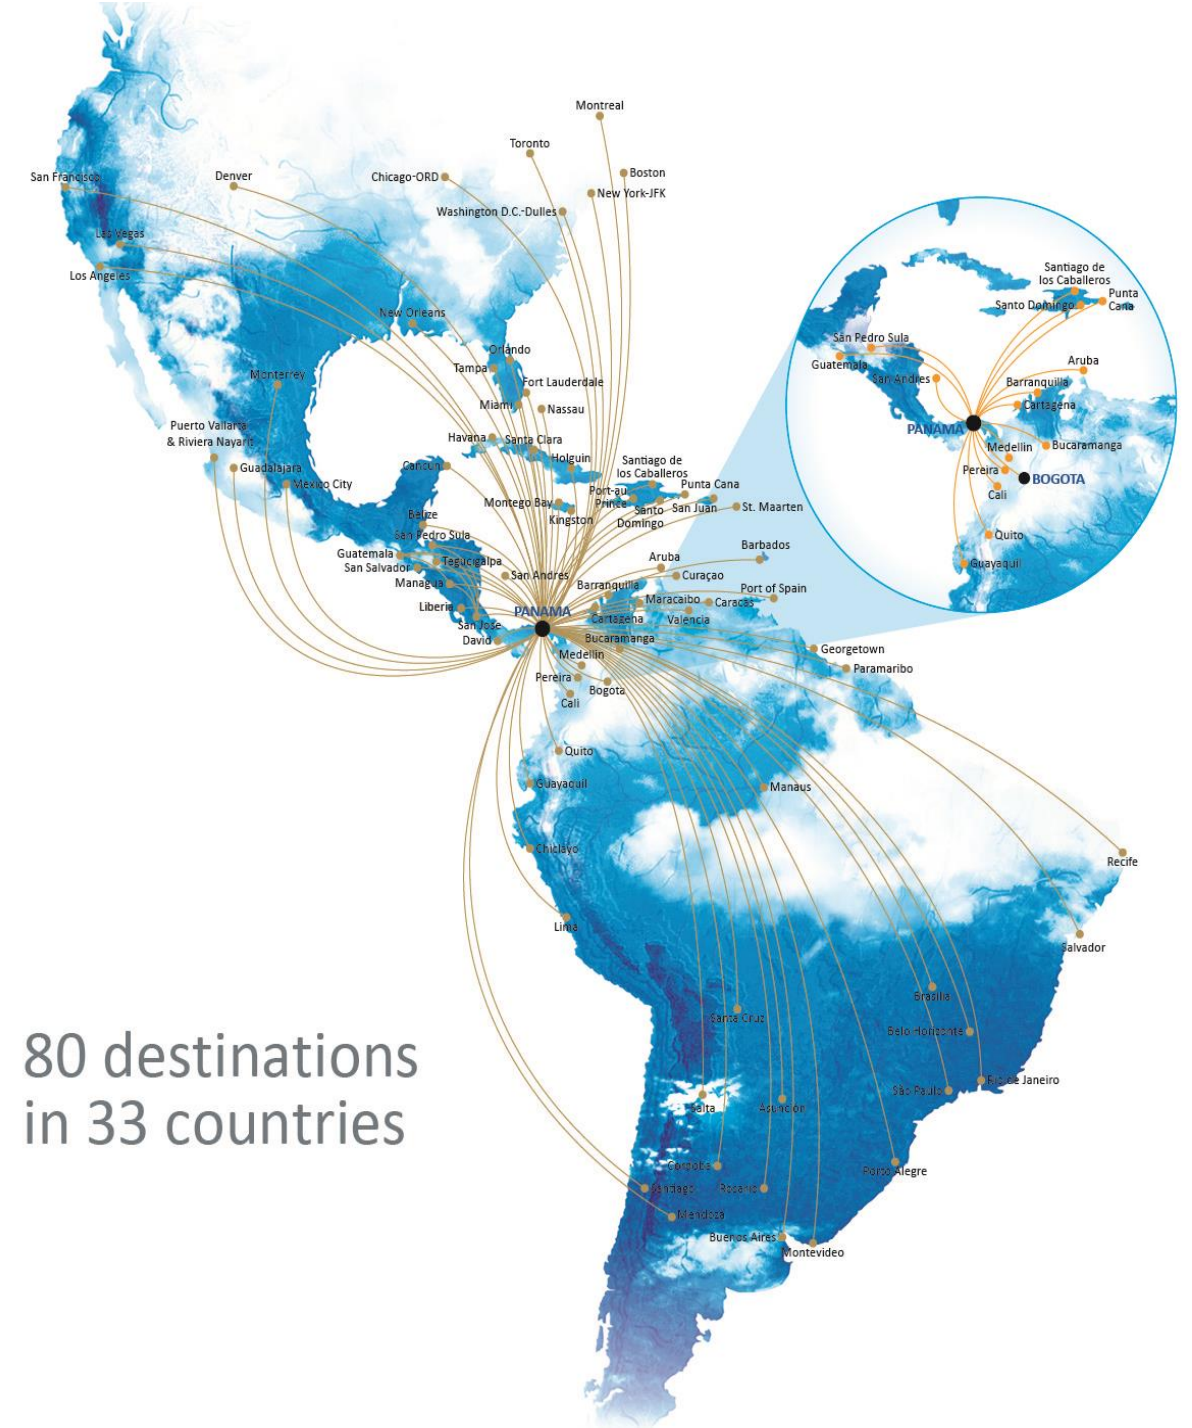 Montreal
Toronto
Boston
San Francisco
Denver
Chicago-ORD
New York-JFK
Washington D.C.-Dulles
Las Vegas
Los Angeles
New Orleans
Orlando
Tampa
Monterrey
Fort Lauderdale
Miami
Nassau
Puerto Vallarta
& Riviera Nayarit
Havana
Santa Clara
Guadalajara
Cancún
Holguin
Mexico City
Santiago de
los Caballeros
Punta Cana
Port-au
Prince
Montego Bay
Kingston
Santo
Domingo
San Juan
St. Maarten
Belize
San Pedro Sula
Guatemala
Tegucigalpa
San Salvador
Managua
San Andres
Aruba
Barbados
Curaçao
Barranquilla
Port of Spain
Maracaibo
Caracas
Liberia
PANAMA
Cartagena
Valencia
San Jose
David
Bucaramanga
Medellin
Georgetown
Paramaribo
Pereira
Bogota
Cali
Quito
Guayaquil
Manaus
Chiclayo
Recife
Lima
Salvador
Brasilia
Santa Cruz
Belo Horizonte
Rio de Janeiro
São Paulo
Salta
Asuncion
Cordoba
Porto Alegre
Santiago
Rosario
Mendoza
Buenos Aires
Montevideo
Santiago de
los Caballeros
Santo Domingo
Punta
Cana
San Pedro Sula
Guatemala
San Andres
Aruba
Barranquilla
Cartagena
PANAMA
Medellin
Bucaramanga
Pereira
BOGOTA
Cali
Quito
Guayaquil
80 destinations
in 33 countries